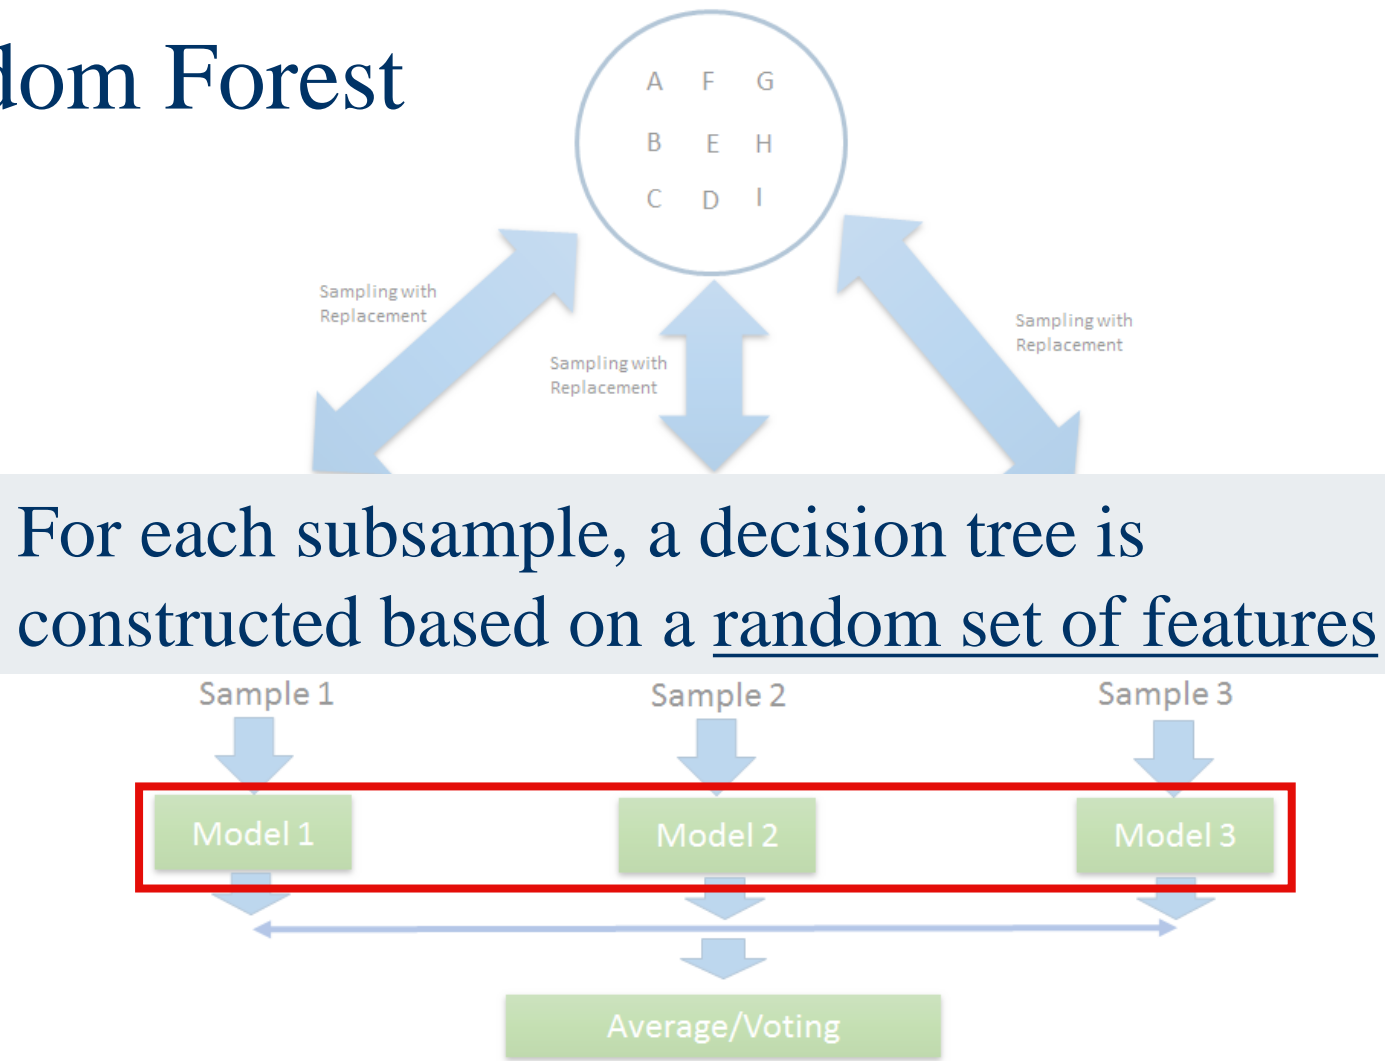 dom Forest
A F G
B E H
C D I
Sampling with
Replacement
Sampling with
Replacement
Sampling with
Replacement
For each subsample, a decision tree is
constructed based on a random set of features
Sample 1 Sample 2 Sample 3
Model 1 Model 2 Model 3
Average/Voting